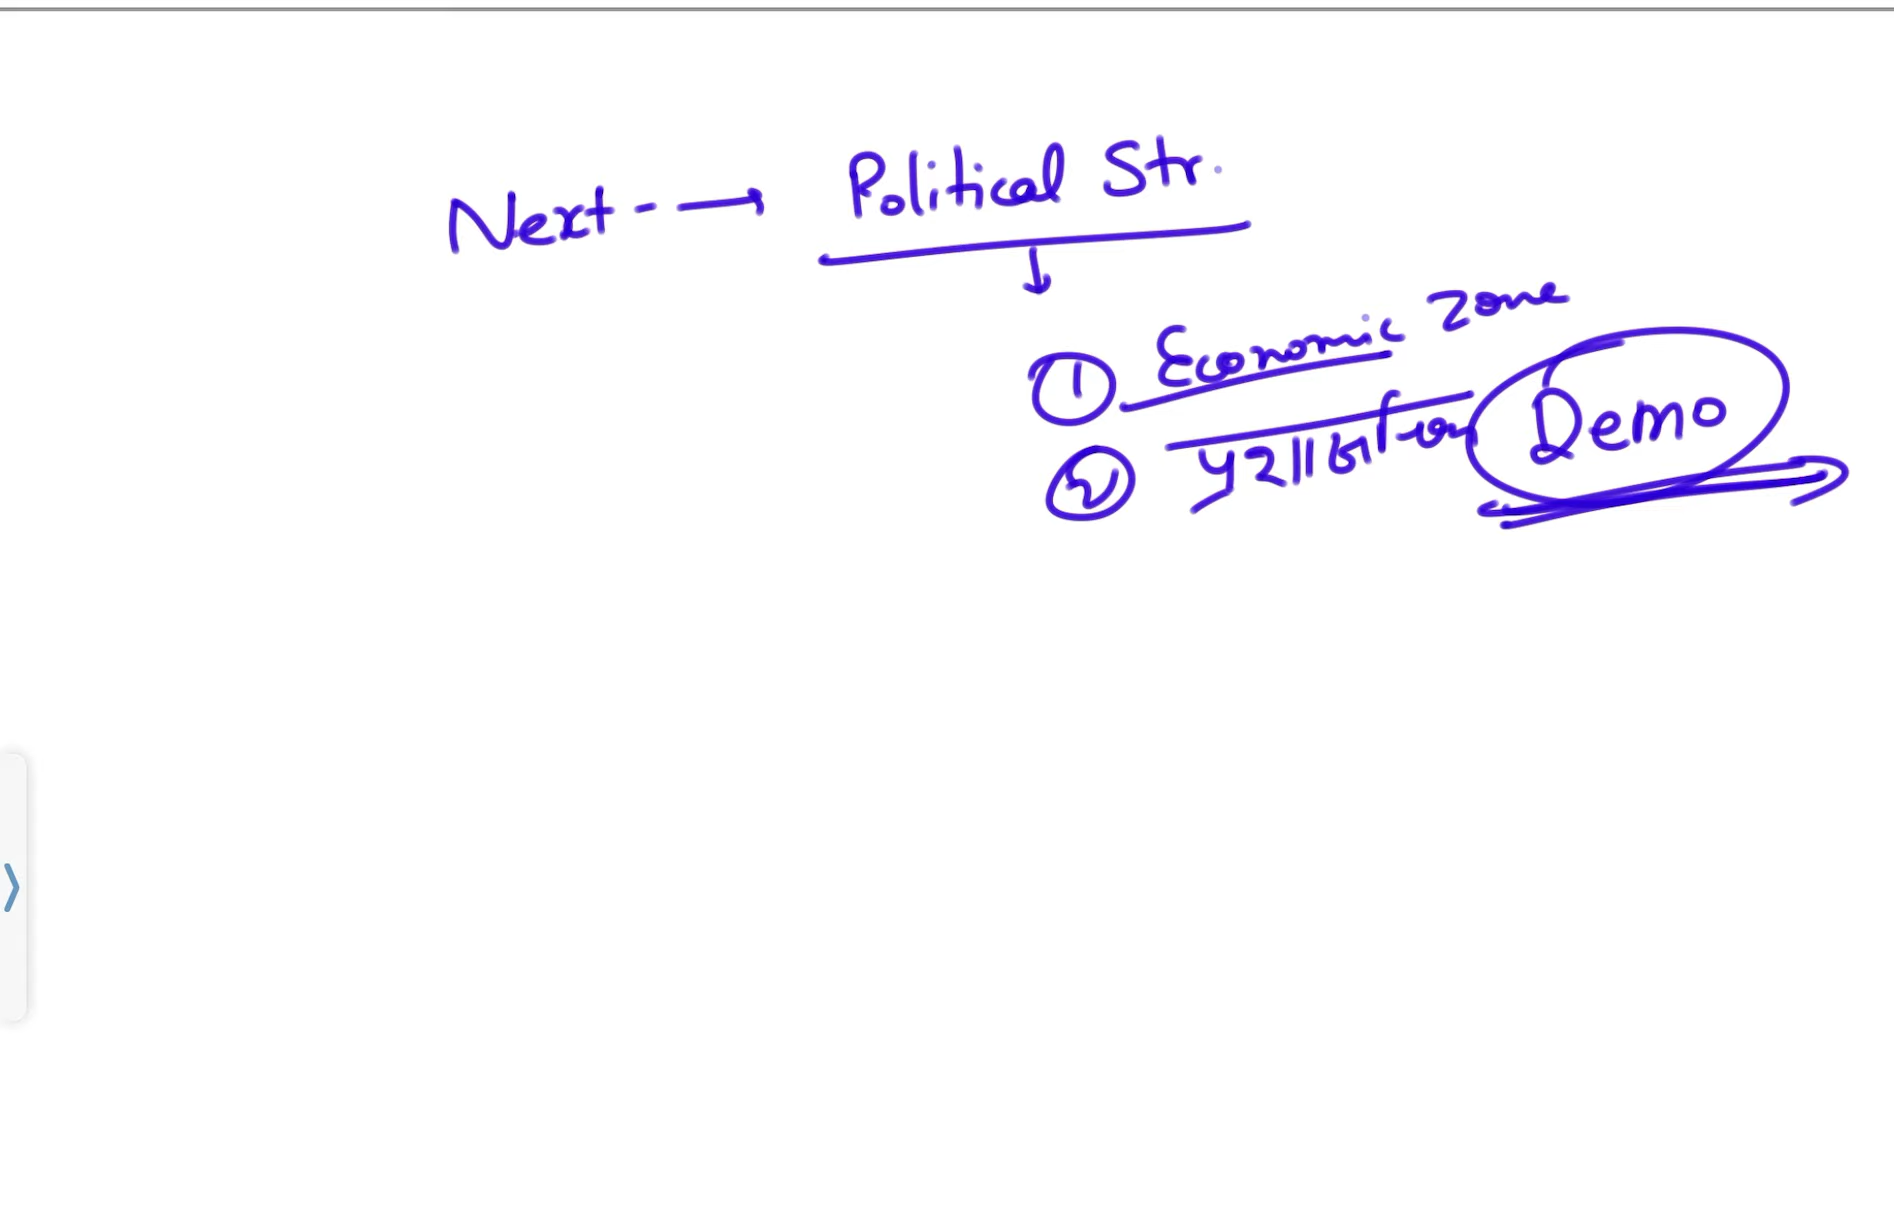 Next --→ Political Str.
↓
① Economic Zone
② प्रशासनिक Demo